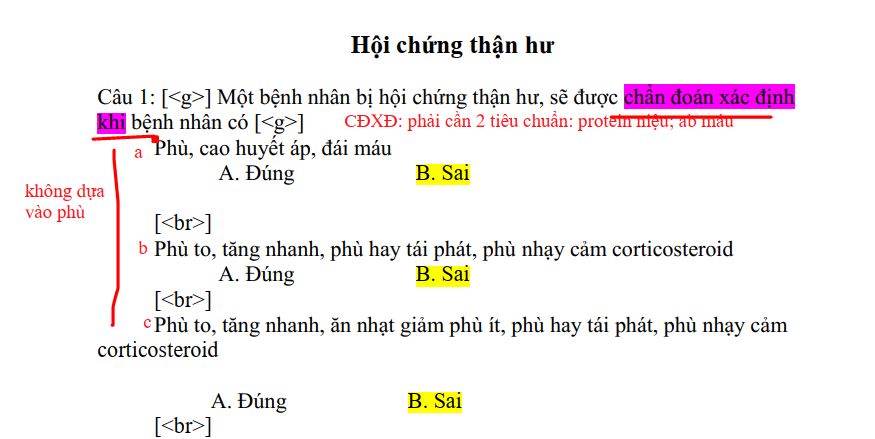 Hội chứng thận hư
Câu 1: [<g>] Một bệnh nhân bị hội chứng thận hư, sẽ được chẩn đoán xác định
khi bệnh nhân có [<g>] CĐXĐ: phải cần 2 tiêu chuẩn: protein niệu; ab máu
a Phù, cao huyết áp, đái máu
A. Đúng B. Sai
không dựa
vào phù
[<br>]
b Phù to, tăng nhanh, phù hay tái phát, phù nhạy cảm corticosteroid
A. Đúng B. Sai
[<br>]
c Phù to, tăng nhanh, ăn nhạt giảm phù ít, phù hay tái phát, phù nhạy cảm
corticosteroid
A. Đúng B. Sai
[<br>]